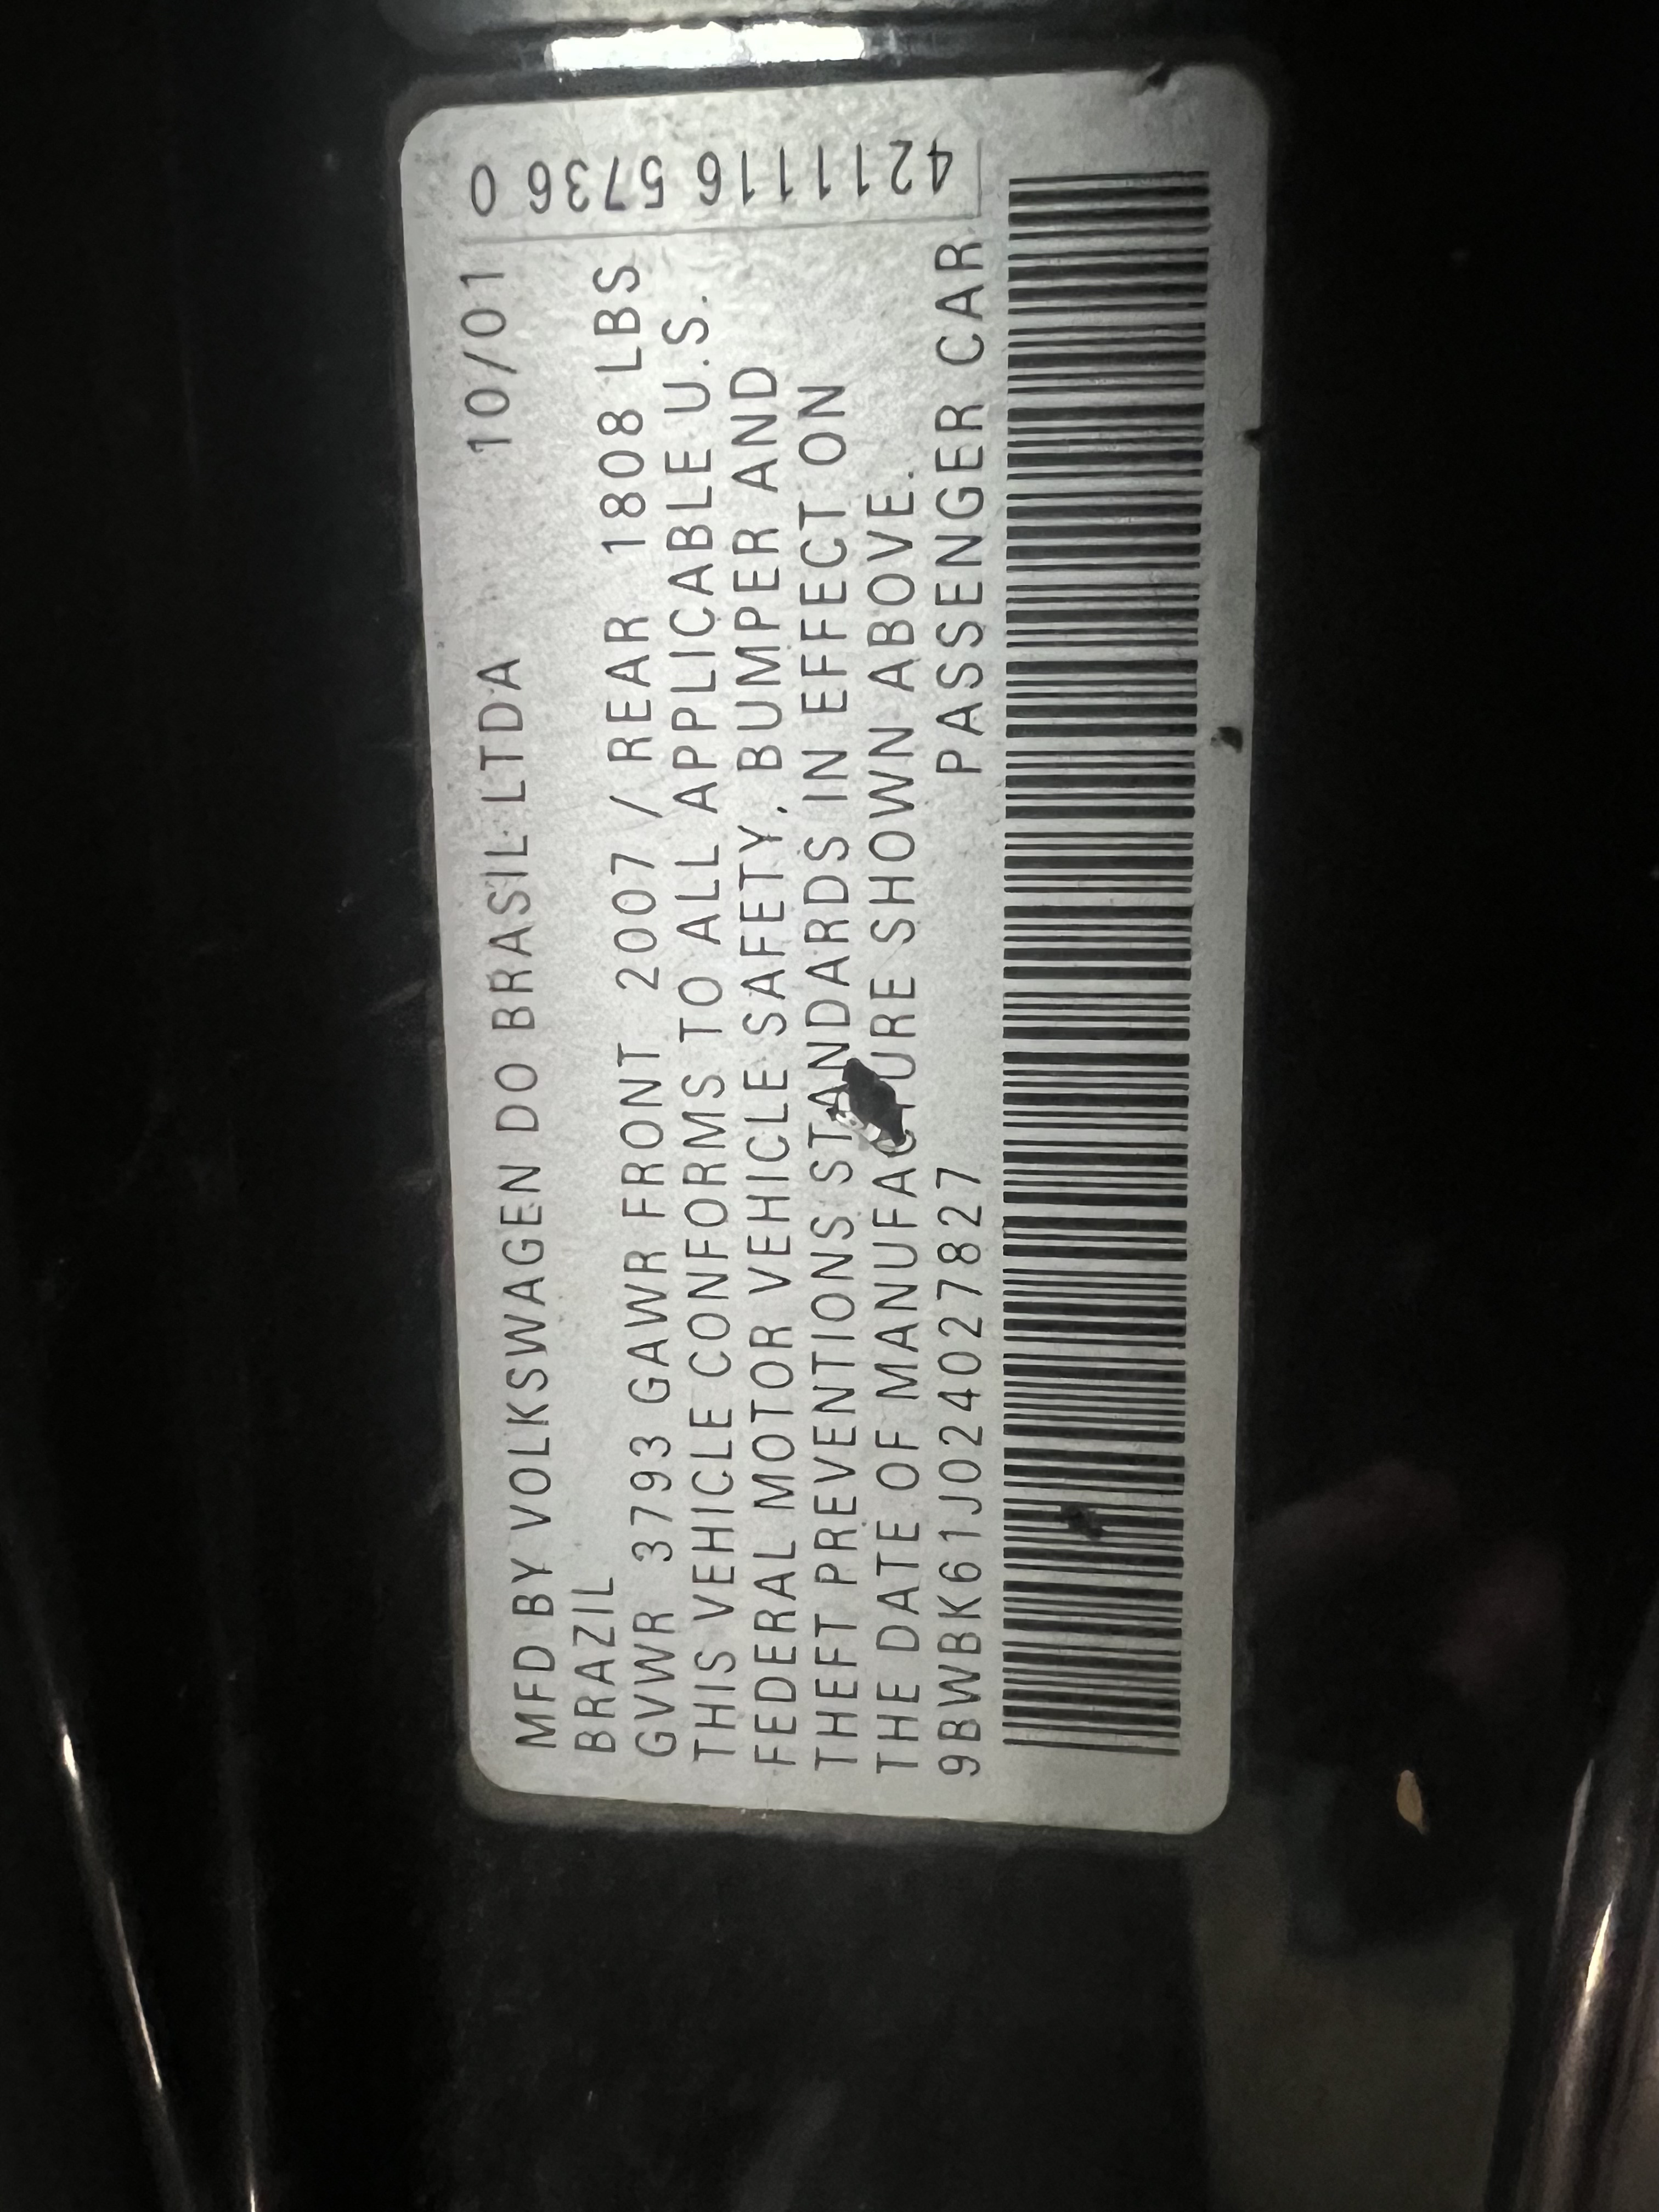 MFD BY VOLKSWAGEN DO BRASIL LTDA 10/01
BRAZIL
GVWR 3793 GAWR FRONT 2007 / REAR 1808 LBS
THIS VEHICLE CONFORMS TO ALL APPLICABLE U.S.
FEDERAL MOTOR VEHICLE SAFETY, BUMPER AND
THEFT PREVENTIONS STANDARDS IN EFFECT ON
THE DATE OF MANUFACTURE SHOWN ABOVE.
9BWBK61J024027827 PASSENGER CAR
4211116 5736 0